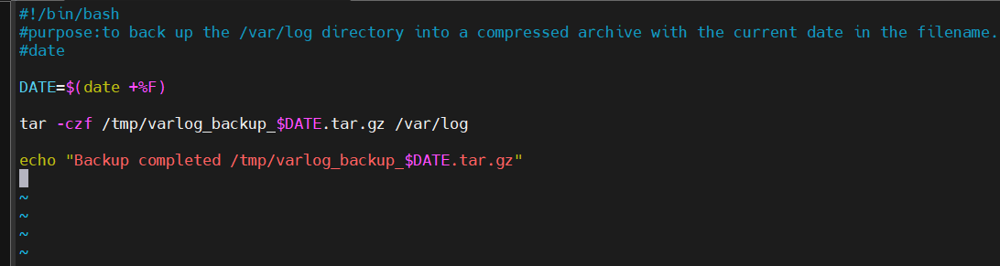 #!/bin/bash
#purpose:to back up the /var/log directory into a compressed archive with the current date in the filename.
#date
DATE=$(date +%F)
tar -czf /tmp/varlog_backup_$DATE.tar.gz /var/log
echo "Backup completed /tmp/varlog_backup_$DATE.tar.gz"
~
~
~
~